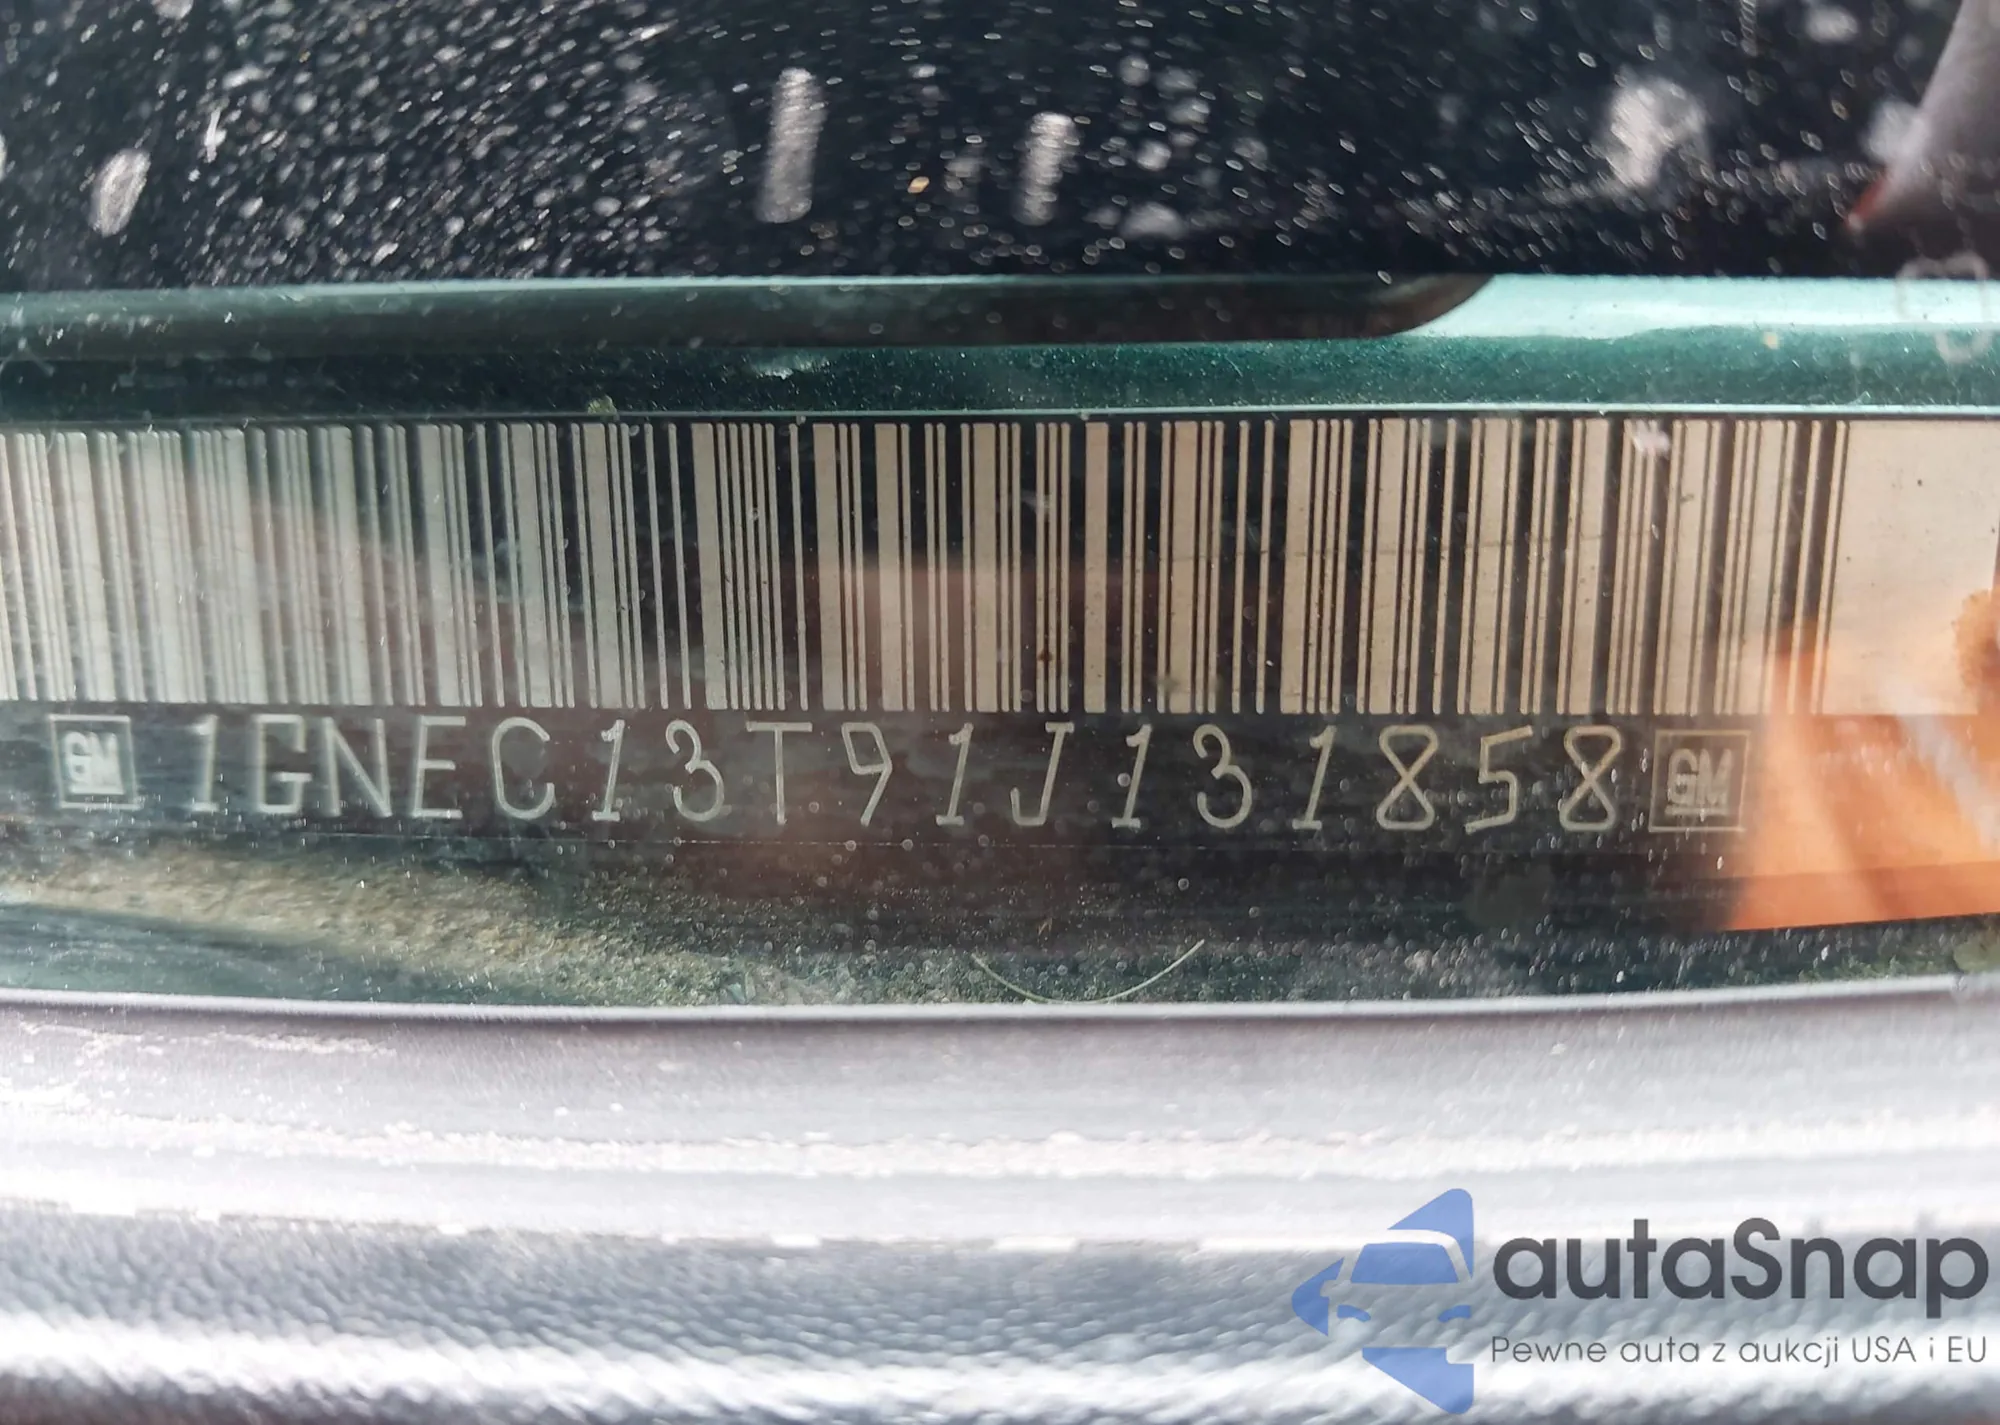 GM 1GNEC13T91J131858 GM
autaSnap
Pewne auta z aukcji USA i EU